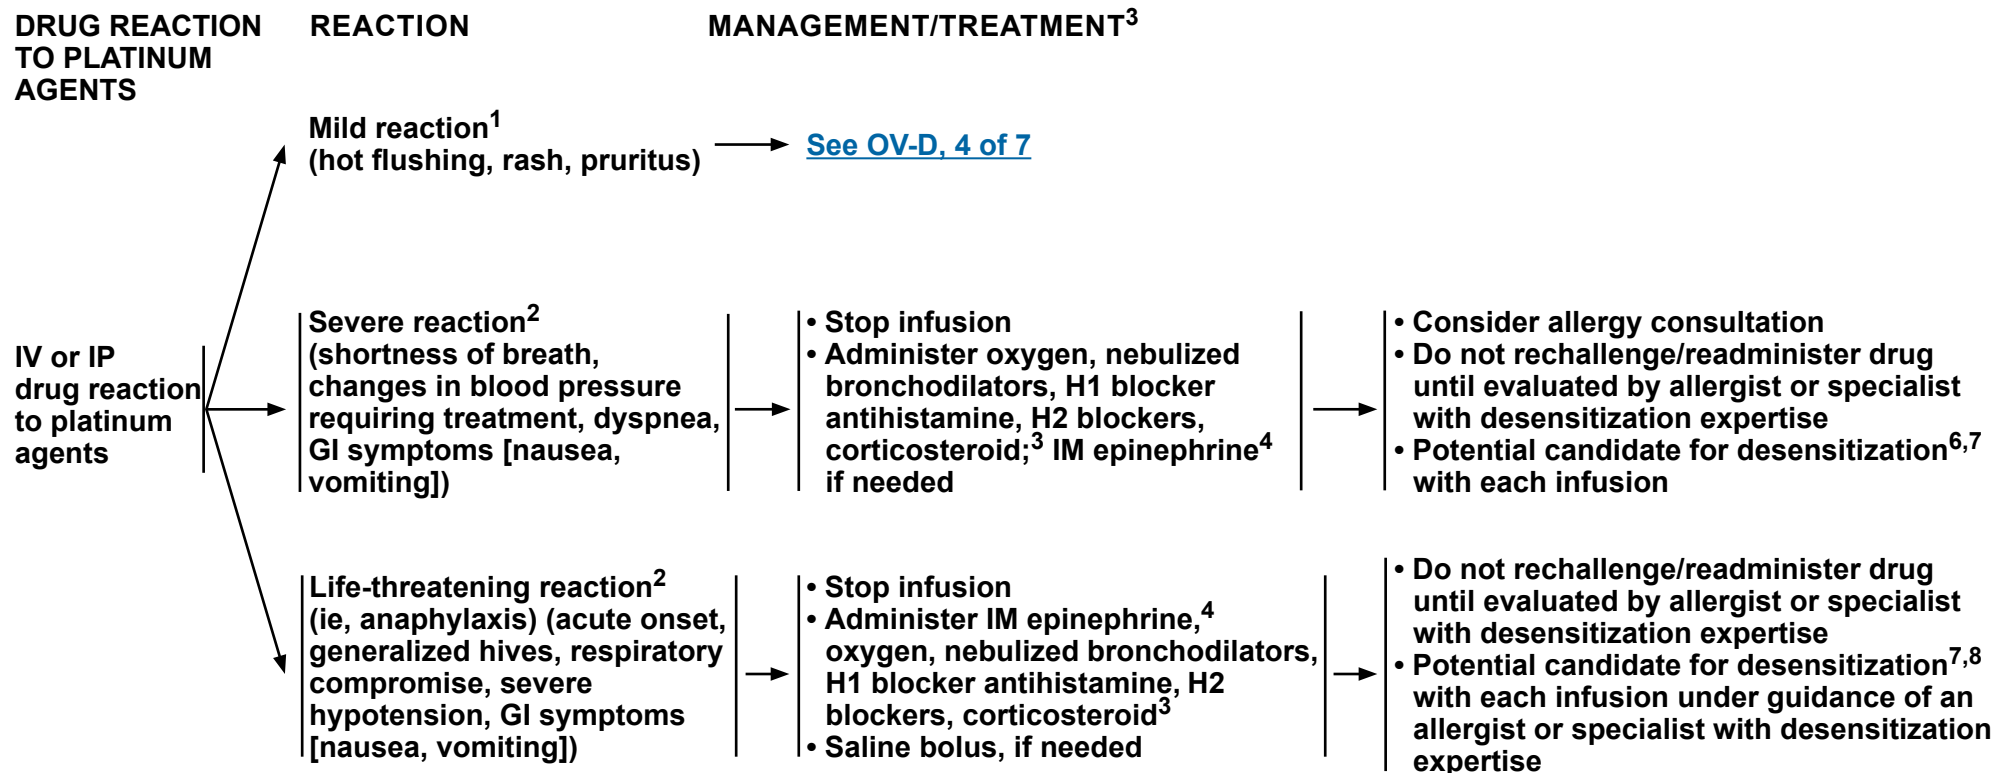 DRUG REACTION
TO PLATINUM
AGENTS
REACTION
MANAGEMENT/TREATMENT3
IV or IP
drug reaction
to platinum
agents
Mild reaction1
(hot flushing, rash, pruritus)
See OV-D, 4 of 7
Severe reaction2
(shortness of breath,
changes in blood pressure
requiring treatment, dyspnea,
GI symptoms [nausea,
vomiting])
• Stop infusion
• Administer oxygen, nebulized
bronchodilators, H1 blocker
antihistamine, H2 blockers,
corticosteroid;3 IM epinephrine4
if needed
• Consider allergy consultation
• Do not rechallenge/readminister drug
until evaluated by allergist or specialist
with desensitization expertise
• Potential candidate for desensitization6,7
with each infusion
Life-threatening reaction2
(ie, anaphylaxis) (acute onset,
generalized hives, respiratory
compromise, severe
hypotension, GI symptoms
[nausea, vomiting])
• Stop infusion
• Administer IM epinephrine,4
oxygen, nebulized bronchodilators,
H1 blocker antihistamine, H2
blockers, corticosteroid3
• Saline bolus, if needed
• Do not rechallenge/readminister drug
until evaluated by allergist or specialist
with desensitization expertise
• Potential candidate for desensitization7,8
with each infusion under guidance of an
allergist or specialist with desensitization
expertise